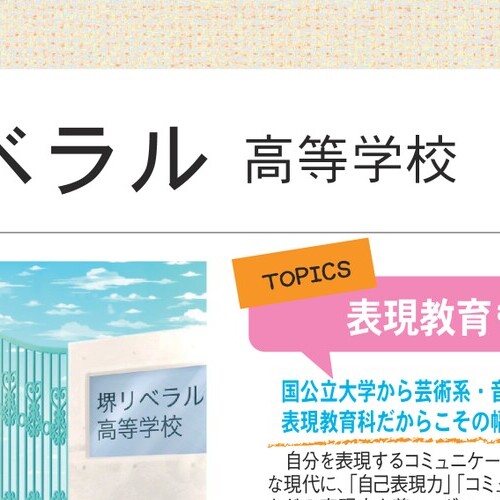 ベラル 高等学校
TOPICS
表現教育
堺リベラル
高等学校
国公立大学から芸術系・音
表現教育科だからこその幅
自分を表現するコミュニケー
な現代に、「自己表現力」「コミュ